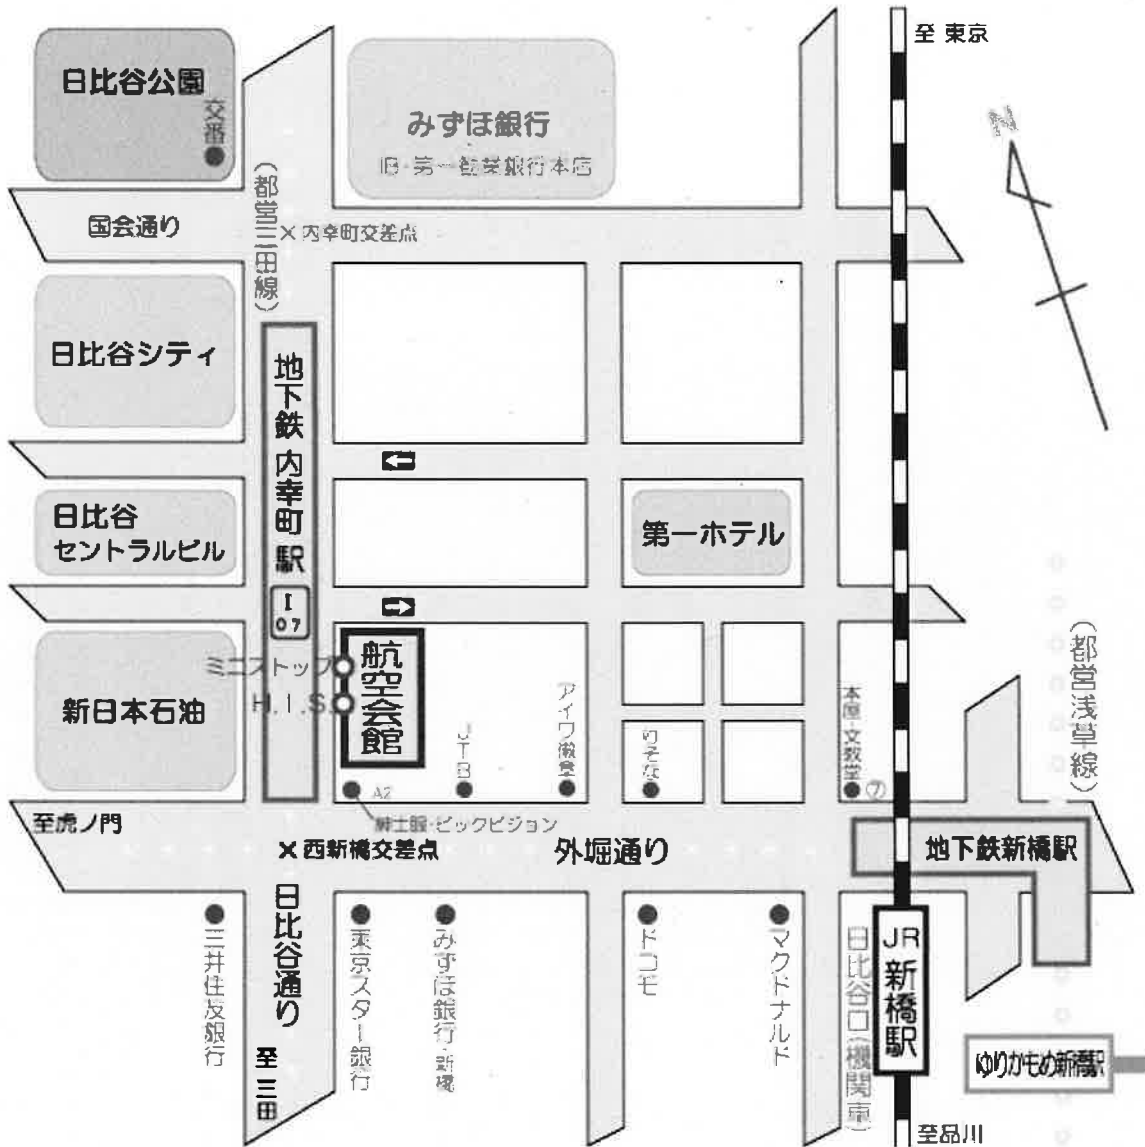 至 東京
日比谷公園
交番
みずほ銀行
旧・第一勧業銀行本店
N
(都営三田線)
国会通り
×内幸町交差点
日比谷シティ
地下鉄 内幸町 駅
I
07
←
日比谷
セントラルビル
第一ホテル
→
ミニストップ
H.I.S.
航空会館
新日本石油
JTB
りそな
本屋・文教堂
⑦
(都営浅草線)
A2
紳士服・ビックビジョン
至虎ノ門
×西新橋交差点
外堀通り
地下鉄新橋駅
三井住友銀行
日比谷通り
至 三田
東京スター銀行
みずほ銀行・新橋
ドコモ
マクドナルド
日比谷口(機関車)
JR新橋駅
ゆりかもめ新橋駅
至品川